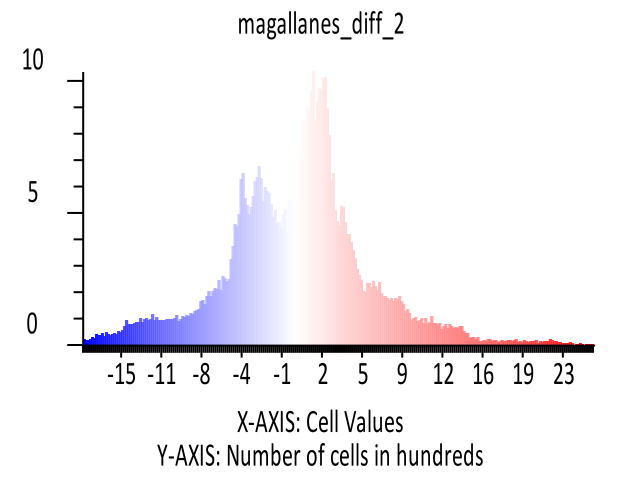 magallanes_diff_2
10
5
0
-15 -11 -8 -4 -1 2 5 9 12 16 19 23
X-AXIS: Cell Values
Y-AXIS: Number of cells in hundreds